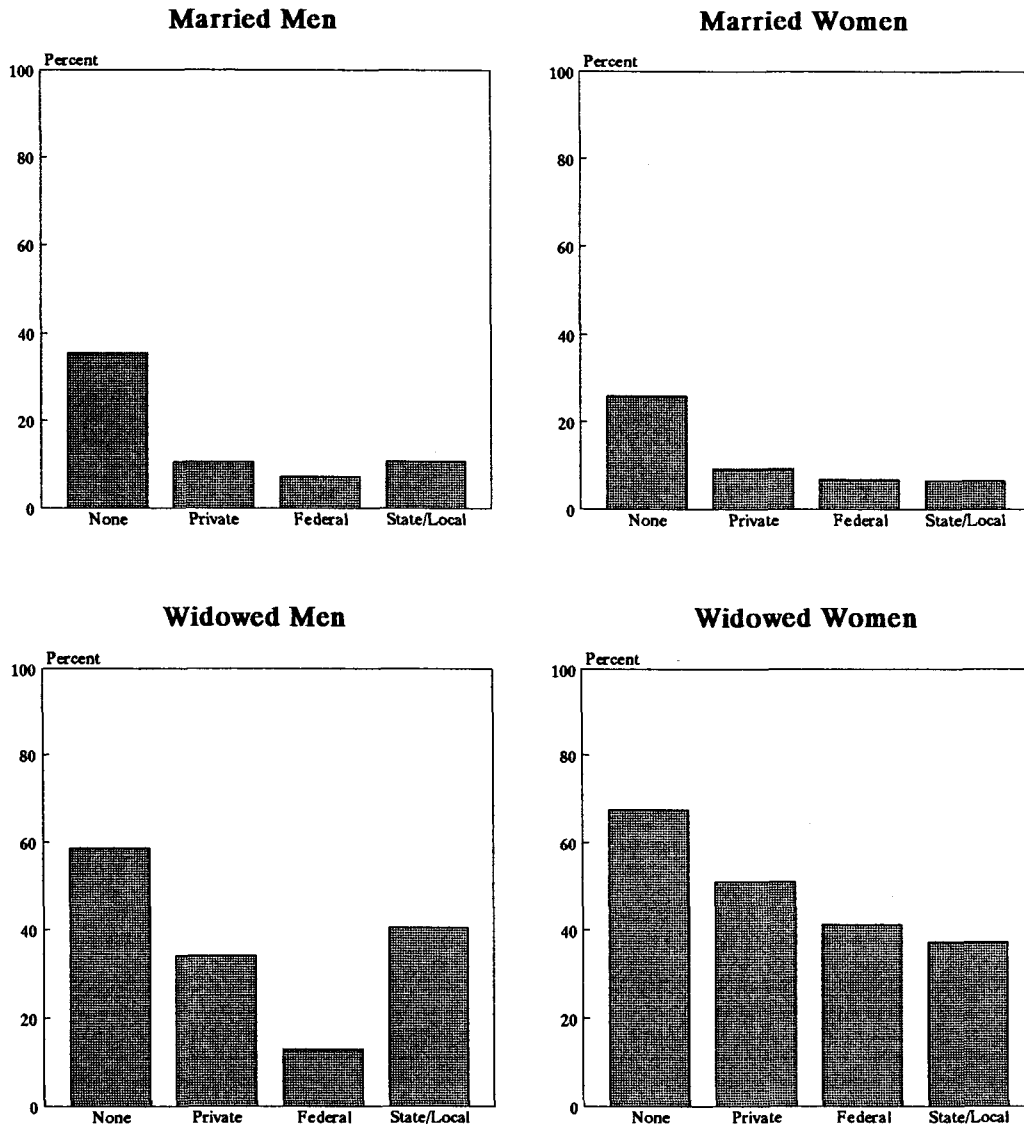 Married Men
Percent
100
80
60
40
20
0
None Private Federal State/Local
Married Women
Percent
100
80
60
40
20
0
None Private Federal State/Local
Widowed Men
Percent
100
80
60
40
20
0
None Private Federal State/Local
Widowed Women
Percent
100
80
60
40
20
0
None Private Federal State/Local